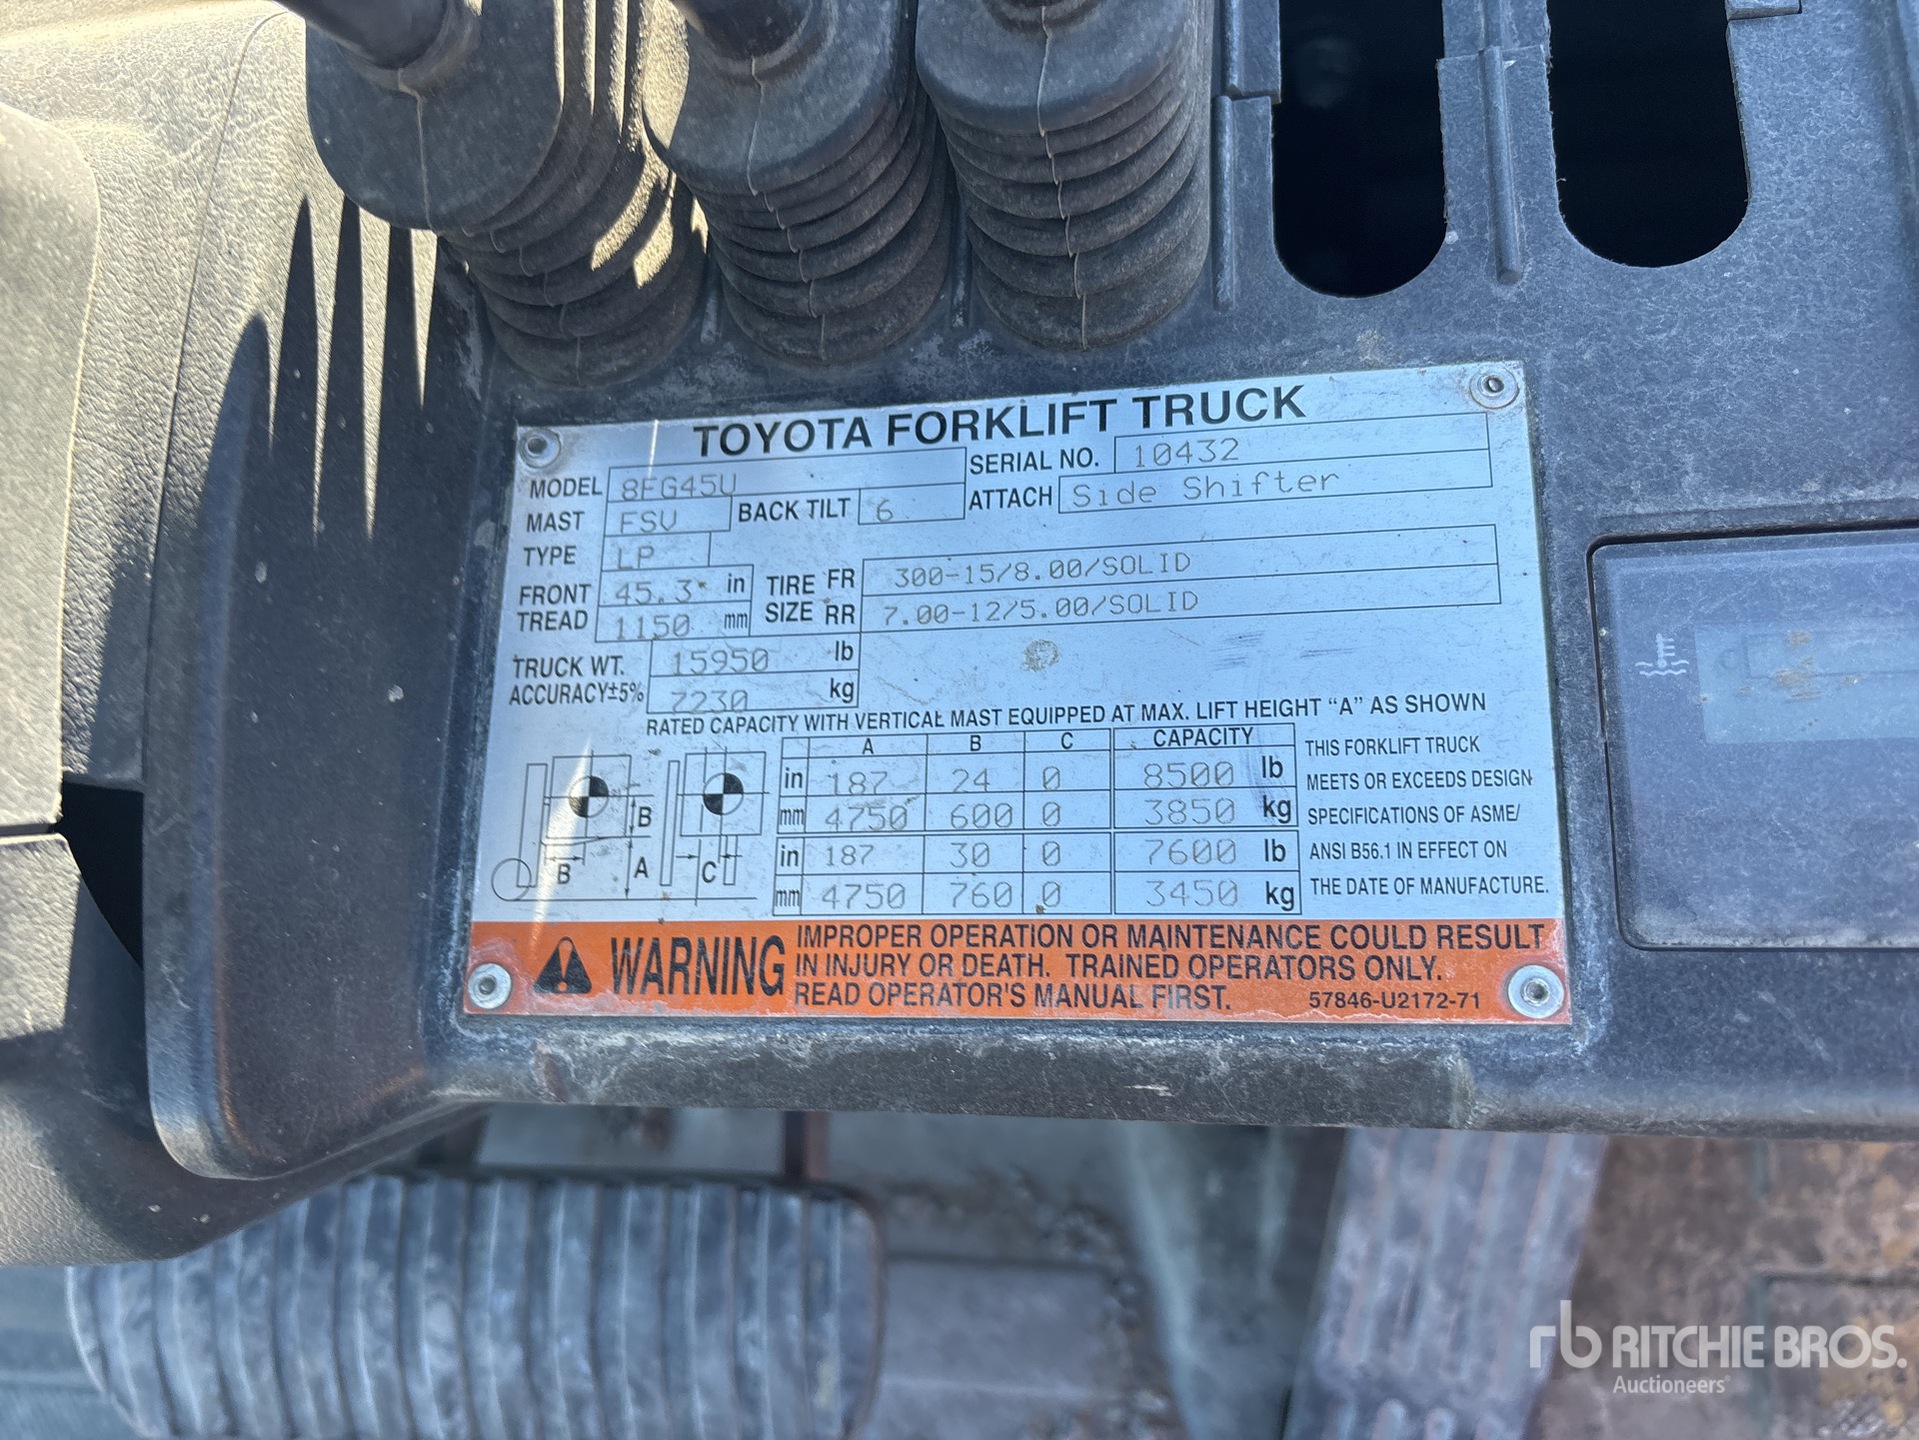 TOYOTA FORKLIFT TRUCK
MODEL 8FG45U SERIAL NO. 10432
MAST FSV BACK TILT 6 ATTACH Side Shifter
TYPE LP
FRONT TREAD 45.3 in TIRE SIZE FR 300-15/8.00/SOLID
1150 mm RR 7.00-12/5.00/SOLID
TRUCK WT. 15950 lb
ACCURACY±5% 7230 kg
RATED CAPACITY WITH VERTICAL MAST EQUIPPED AT MAX. LIFT HEIGHT "A" AS SHOWN
A B C CAPACITY
in 187 24 0 8500 lb
mm 4750 600 0 3850 kg
in 187 30 0 7600 lb
mm 4750 760 0 3450 kg
B
B A C
THIS FORKLIFT TRUCK
MEETS OR EXCEEDS DESIGN
SPECIFICATIONS OF ASME/
ANSI B56.1 IN EFFECT ON
THE DATE OF MANUFACTURE.
WARNING
IMPROPER OPERATION OR MAINTENANCE COULD RESULT
IN INJURY OR DEATH. TRAINED OPERATORS ONLY.
READ OPERATOR'S MANUAL FIRST. 57846-U2172-71
rb RITCHIE BROS.
Auctioneers